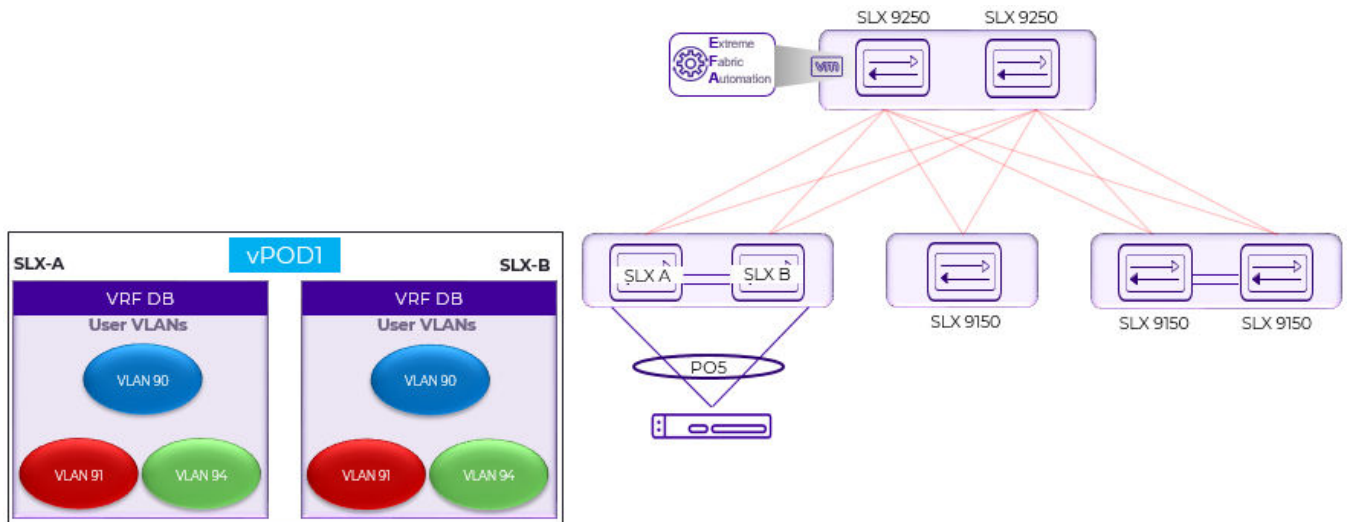 SLX 9250
SLX 9250
Extreme
Fabric
Automation
vm
SLX A
SLX B
SLX 9150
SLX 9150
SLX 9150
PO5
vPOD1
SLX-A
SLX-B
VRF DB
User VLANs
VLAN 90
VLAN 91
VLAN 94
VRF DB
User VLANs
VLAN 90
VLAN 91
VLAN 94